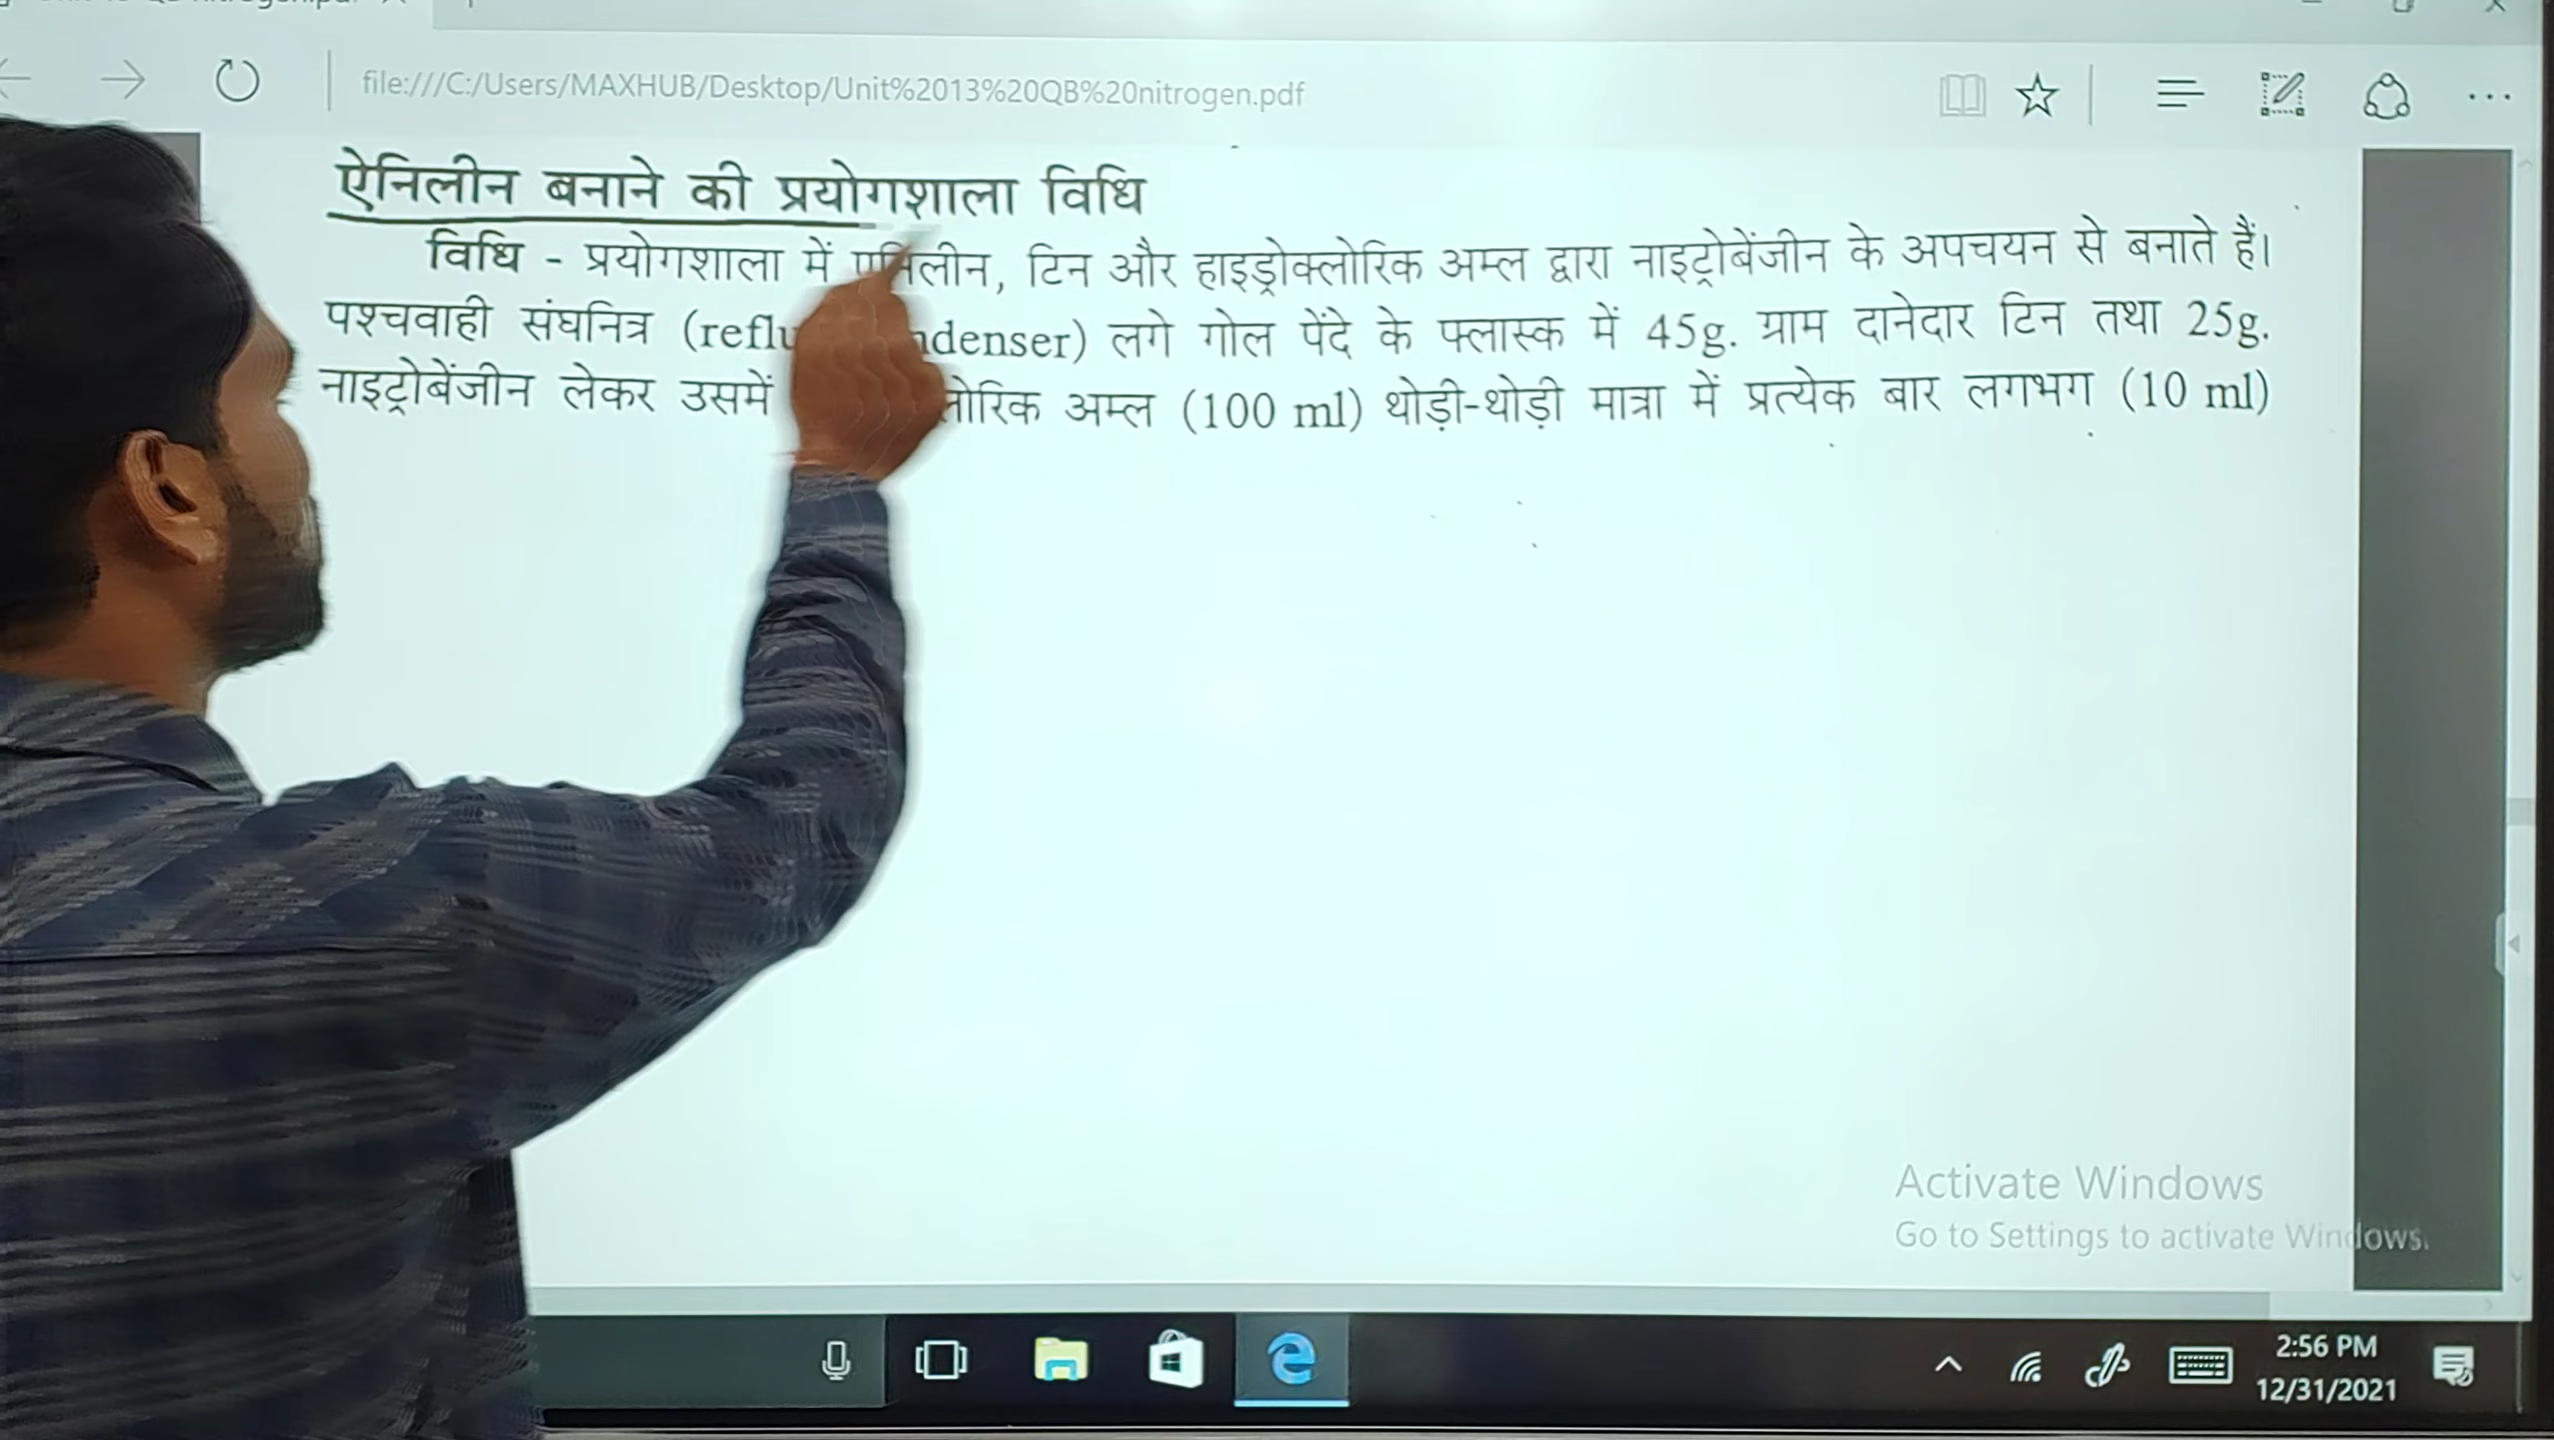 file:///C:/Users/MAXHUB/Desktop/Unit%2013%20QB%20nitrogen.pdf
ऐनिलीन बनाने की प्रयोगशाला विधि
विधि - प्रयोगशाला में एनिलीन, टिन और हाइड्रोक्लोरिक अम्ल द्वारा नाइट्रोबेंजीन के अपचयन से बनाते हैं।
पश्चवाही संघनित्र लगे गोल पेंदे के फ्लास्क में 45g. ग्राम दानेदार टिन तथा 25g.
नाइट्रोबेंजीन लेकर उसमें अम्ल (100 ml) थोड़ी-थोड़ी मात्रा में प्रत्येक बार लगभग (10 ml)
Activate Windows
Go to Settings to activate Windows.
2:56 PM
12/31/2021